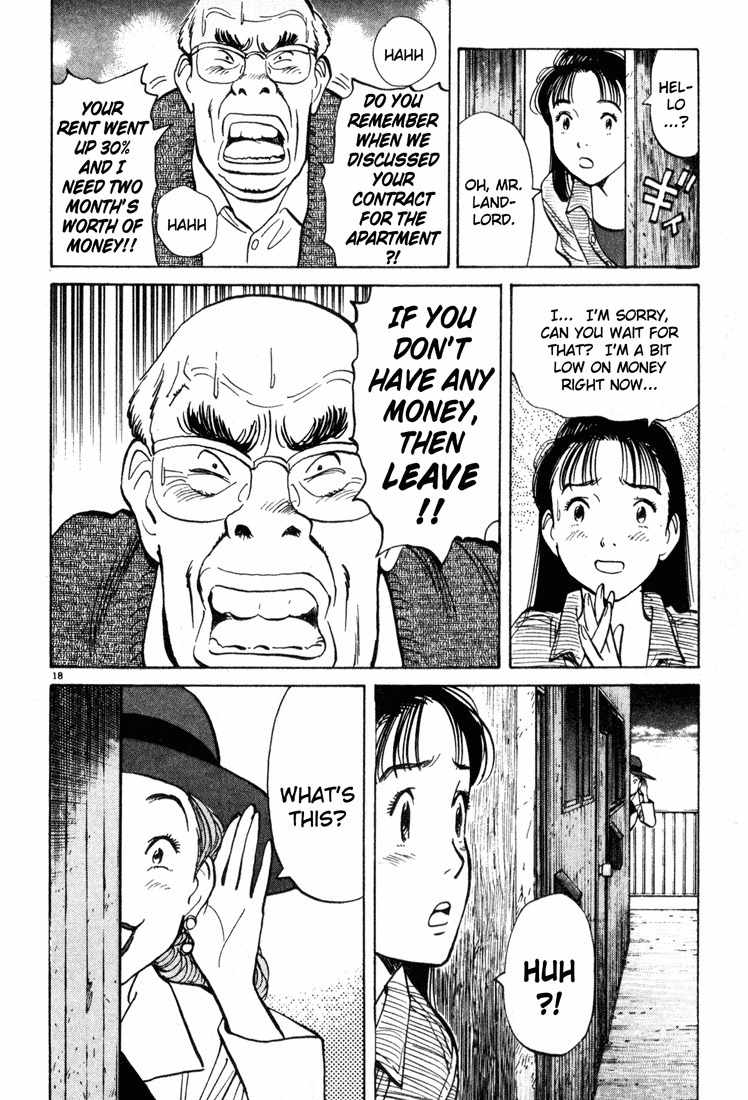 HEL-
LO
...?
OH, MR.
LAND-
LORD.
ギイ
HAHH
DO YOU
REMEMBER
WHEN WE
DISCUSSED
YOUR
CONTRACT
FOR THE
APARTMENT
?!
YOUR
RENT WENT
UP 30%
AND I
NEED TWO
MONTH'S
WORTH OF
MONEY!!
HAHH
I... I'M SORRY,
CAN YOU WAIT FOR
THAT? I'M A BIT
LOW ON MONEY
RIGHT NOW...
IF YOU
DON'T
HAVE ANY
MONEY,
THEN
LEAVE
!!
18
HUH
?!
WHAT'S
THIS?